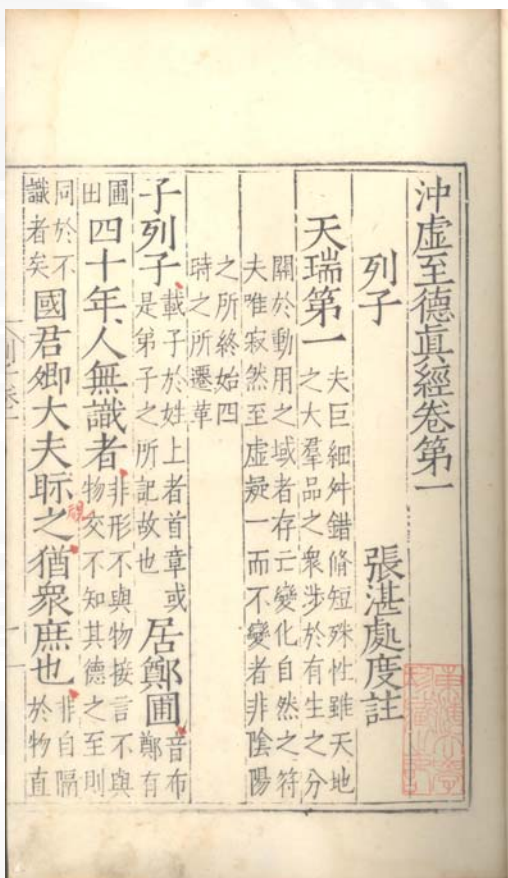 沖虛至德眞經卷第一
列子　張湛處度註
天瑞第一 夫巨細舛錯脩短殊性雖天地
之大羣品之衆涉於有生之分
關於動用之域者存亡變化自然之符
夫唯寂然至虛疑一而不變者非陰陽
之所終始四
時之所遷革
子列子 載子於姓上者首章或是弟子之所記故也 居鄭圃 音布鄭有
圃田 四十年、人無識者 非形不與物接言不與物交不知其德之至則
同於不識者矣 國君卿大夫眎之猶衆庶也 非自隔於物直